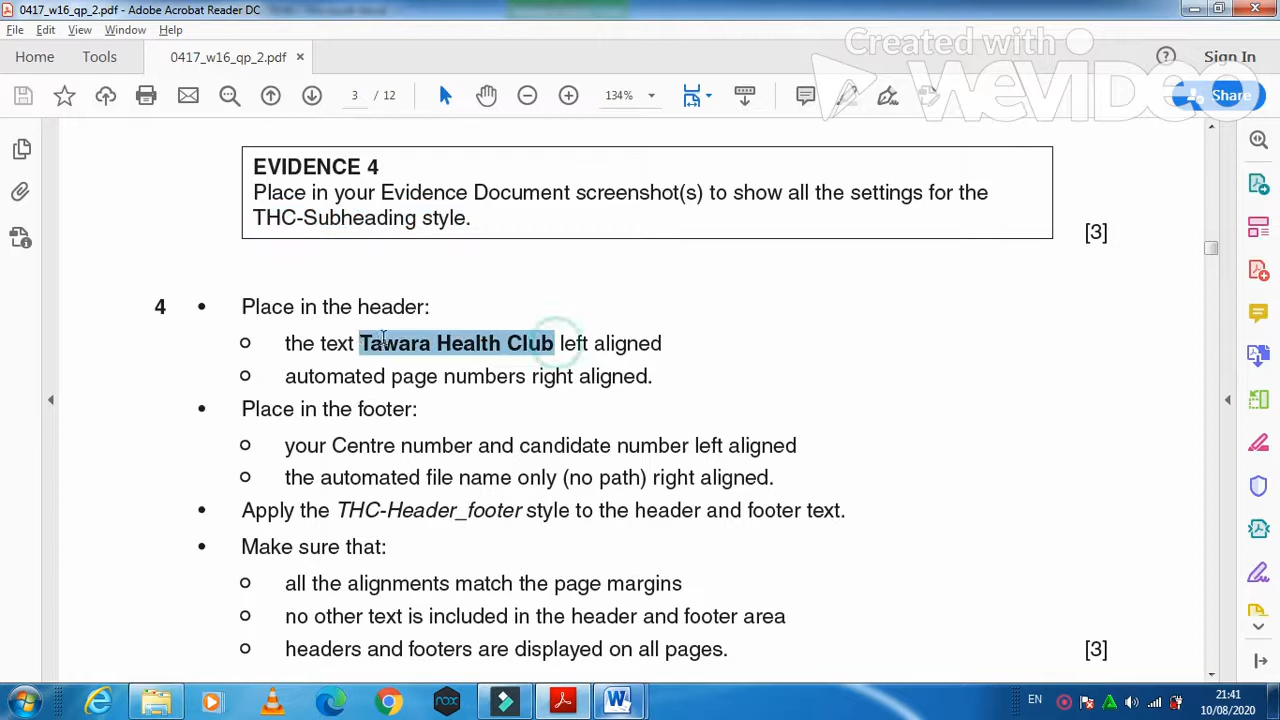 0417_w16_qp_2.pdf - Adobe Acrobat Reader DC
File Edit View Window Help
Created with
WeVideo
Home Tools 0417_w16_qp_2.pdf × Sign In
3 / 12 134% Share
EVIDENCE 4
Place in your Evidence Document screenshot(s) to show all the settings for the
THC-Subheading style.
[3]
4 • Place in the header:
o the text Tawara Health Club left aligned
o automated page numbers right aligned.
• Place in the footer:
o your Centre number and candidate number left aligned
o the automated file name only (no path) right aligned.
• Apply the THC-Header_footer style to the header and footer text.
• Make sure that:
o all the alignments match the page margins
o no other text is included in the header and footer area
o headers and footers are displayed on all pages. [3]
nox
EN 21:41
10/08/2020